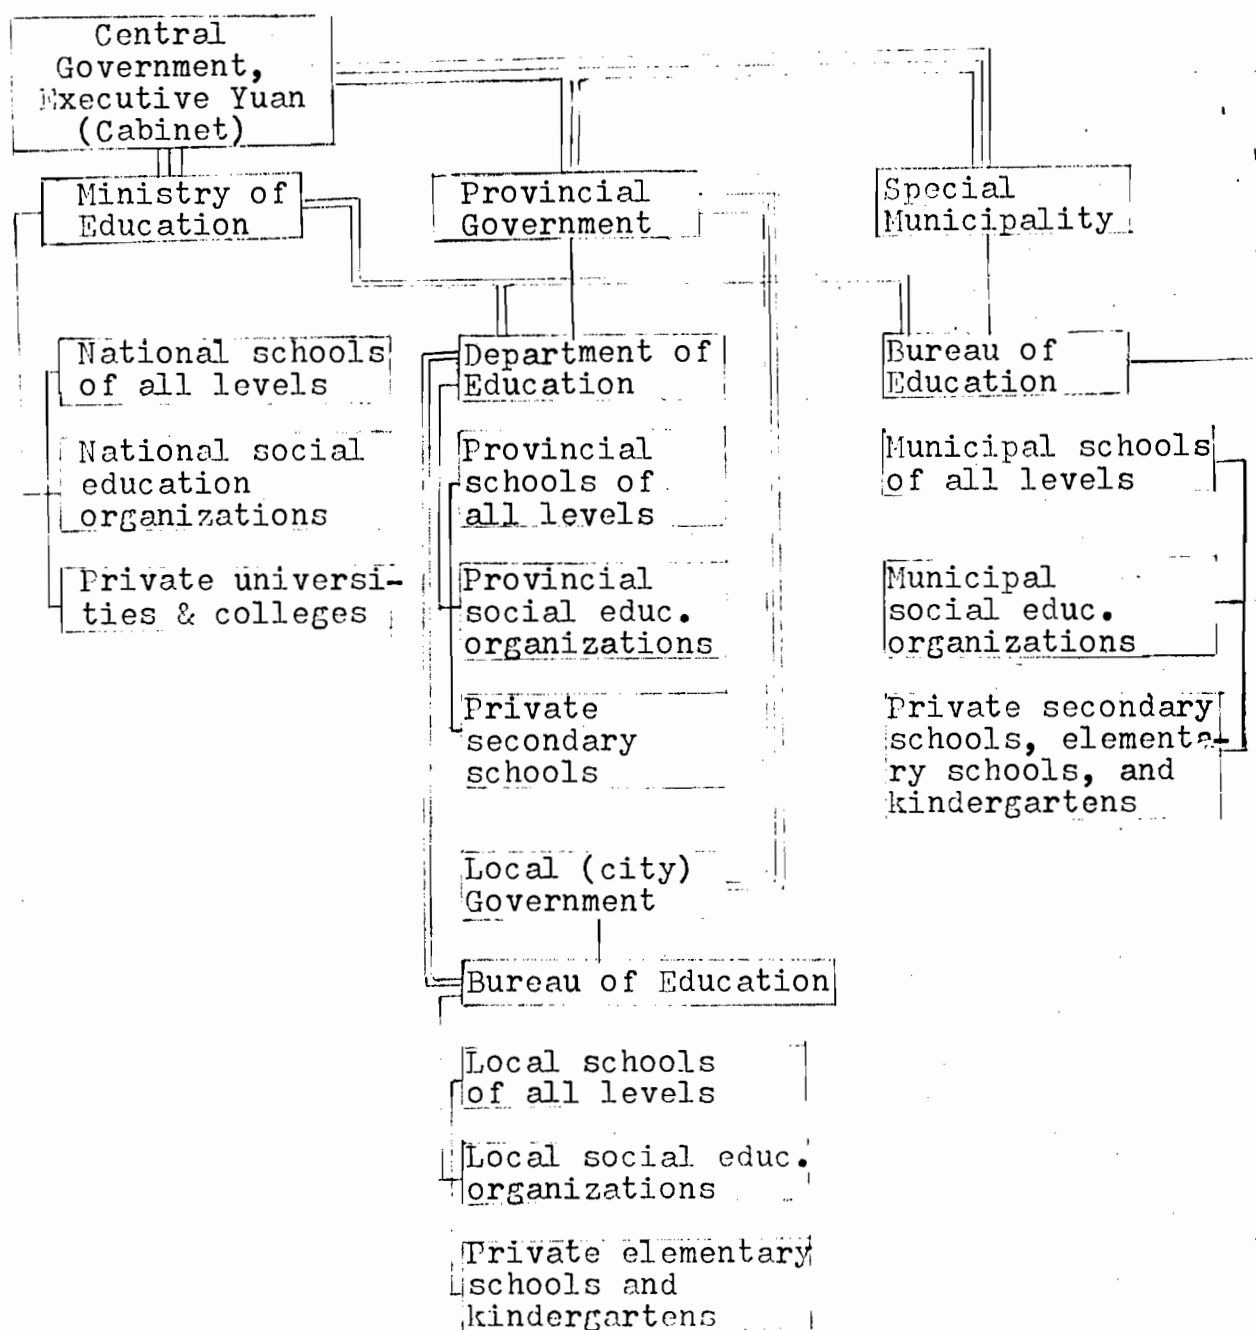 Central
Government,
Executive Yuan
(Cabinet)
Ministry of
Education
Provincial
Government
Special
Municipality
National schools
of all levels
National social
education
organizations
Private universi-
ties & colleges
Department of
Education
Provincial
schools of
all levels
Provincial
social educ.
organizations
Private
secondary
schools
Local (city)
Government
Bureau of Education
Local schools
of all levels
Local social educ.
organizations
Private elementary
schools and
kindergartens
Bureau of
Education
Municipal schools
of all levels
Municipal
social educ.
organizations
Private secondary
schools, elementa-
ry schools, and
kindergartens